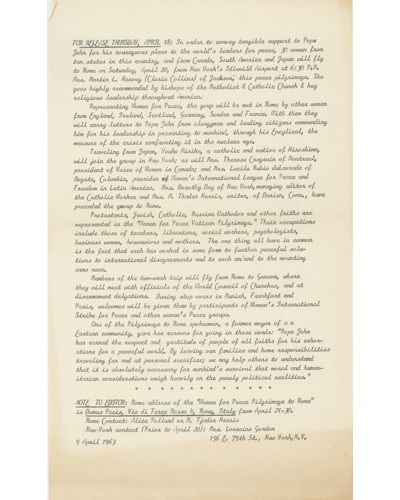 FOR RELEASE THURSDAY, APRIL 18: In order to convey tangible support to Pope
John for his courageous pleas to the world's leaders for peace, 30 women from
ten states in this country, and from Canada, South America and Japan will fly
to Rome on Saturday, April 20, from New York's Idlewild Airport at 6:30 P.M.
Mrs. Martin L. Harvey (Clarie Collins) of Jackson, this peace pilgrimage. She
goes highly recommended by bishops of the Methodist & Catholic Church & key
religious leadership throughout America.
Representing Women for Peace, the goup will be met in Rome by other women
from England, Ireland, Scotland, Germany, Sweden and France. With them they
will carry letters to Pope John from clergymen and leading citizens commending
him for his leadership in presenting to mankind, through his Encylical, the
measure of the crisis confronting it in the nuclear age.
Traveling from Japan, a catholic and native of Hiroshima,
will join the group in New York; as will Mrs. Therese Casgrain of Montreal,
president of Voice of Women in Canada; and Mrs. Lucila Rubio delaverde of
Bogata, Columbia, presiden of Women's International League for Peace and
Freedom in Latin America. Mrs. Dorothy Day of New York, managing editor of
the Catholic Worker and Mrs. M. Thodes Harris, writer, of Darien, Conn., have
preceded the group to Rome.
Protestants, Jewish, Catholic, Russian Orthodox and other faiths are
represented in the "Women for Peace Vatican Pilgrimage." Their occupations
include those of teachers, librarians, social workers, psychologists,
business women, housewives and mothers. The one thing all have in common
is the fact that each has worked in some form to further peaceful solu-
tions to international disagreements and to seek an end to the mounting
arms race.
Members of the two-week trip will fly from Rome to Geneva, where
they will meet with officials of the World Council of Churches, and at
disarmament delgations. During stop overs in Munich, Frankfort and
Paris, welcomes will be given than by participants of Women's International
Strike for Peace and other women's Peace groups.
One of the Pilgrimage to Rome spokesman, a former mayor of a n
Eastern community, gave her reasons for going in these words: "Pope John
has earned the respect and gratitude of people of all faiths for his exhor-
ations for a peaceful world. By leaving our families and home responsibilities
traveling far and at personal sacrifice; we may help others to understand
that it is absolutely necessary for mankind's survival that moral and human-
itarian considerations weigh heavily on the purely political realities."
* * * * * * * * * * * * * * *
NOTE TO EDITOR: Rome address of the "Women for Peace Pilgrimage to Rome"
is Domus Pacis, Via di Torre Rossa 4, Rome, Italy from April 21-30.
Rome Contact: Alice Pollard or M. Tjader Harris
New-York contact (Prior to April 20): Mrs. Lorraine Gordon
9 April 1963 196 E. 79th St., New York, N.Y.